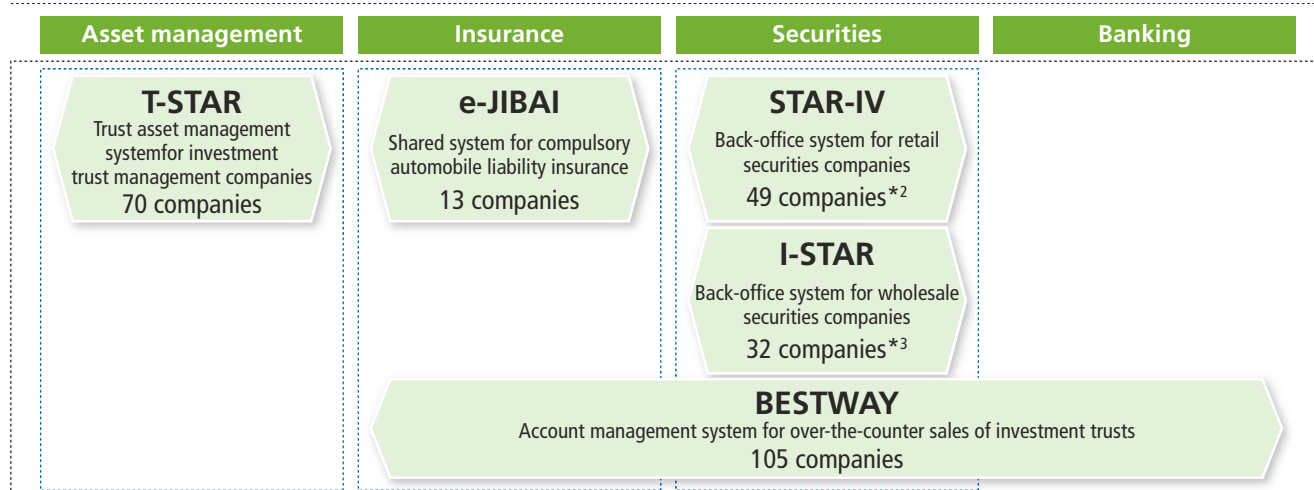 Asset management
Insurance
Securities
Banking
T-STAR
Trust asset management
systemfor investment
trust management companies
70 companies
e-JIBAI
Shared system for compulsory
automobile liability insurance
13 companies
STAR-IV
Back-office system for retail
securities companies
49 companies*2
I-STAR
Back-office system for wholesale
securities companies
32 companies*3
BESTWAY
Account management system for over-the-counter sales of investment trusts
105 companies